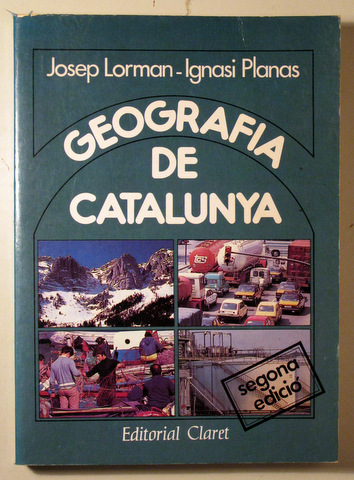 Josep Lorman - Ignasi Planas
GEOGRAFIA
DE
CATALUNYA
segona
edició
Editorial Claret